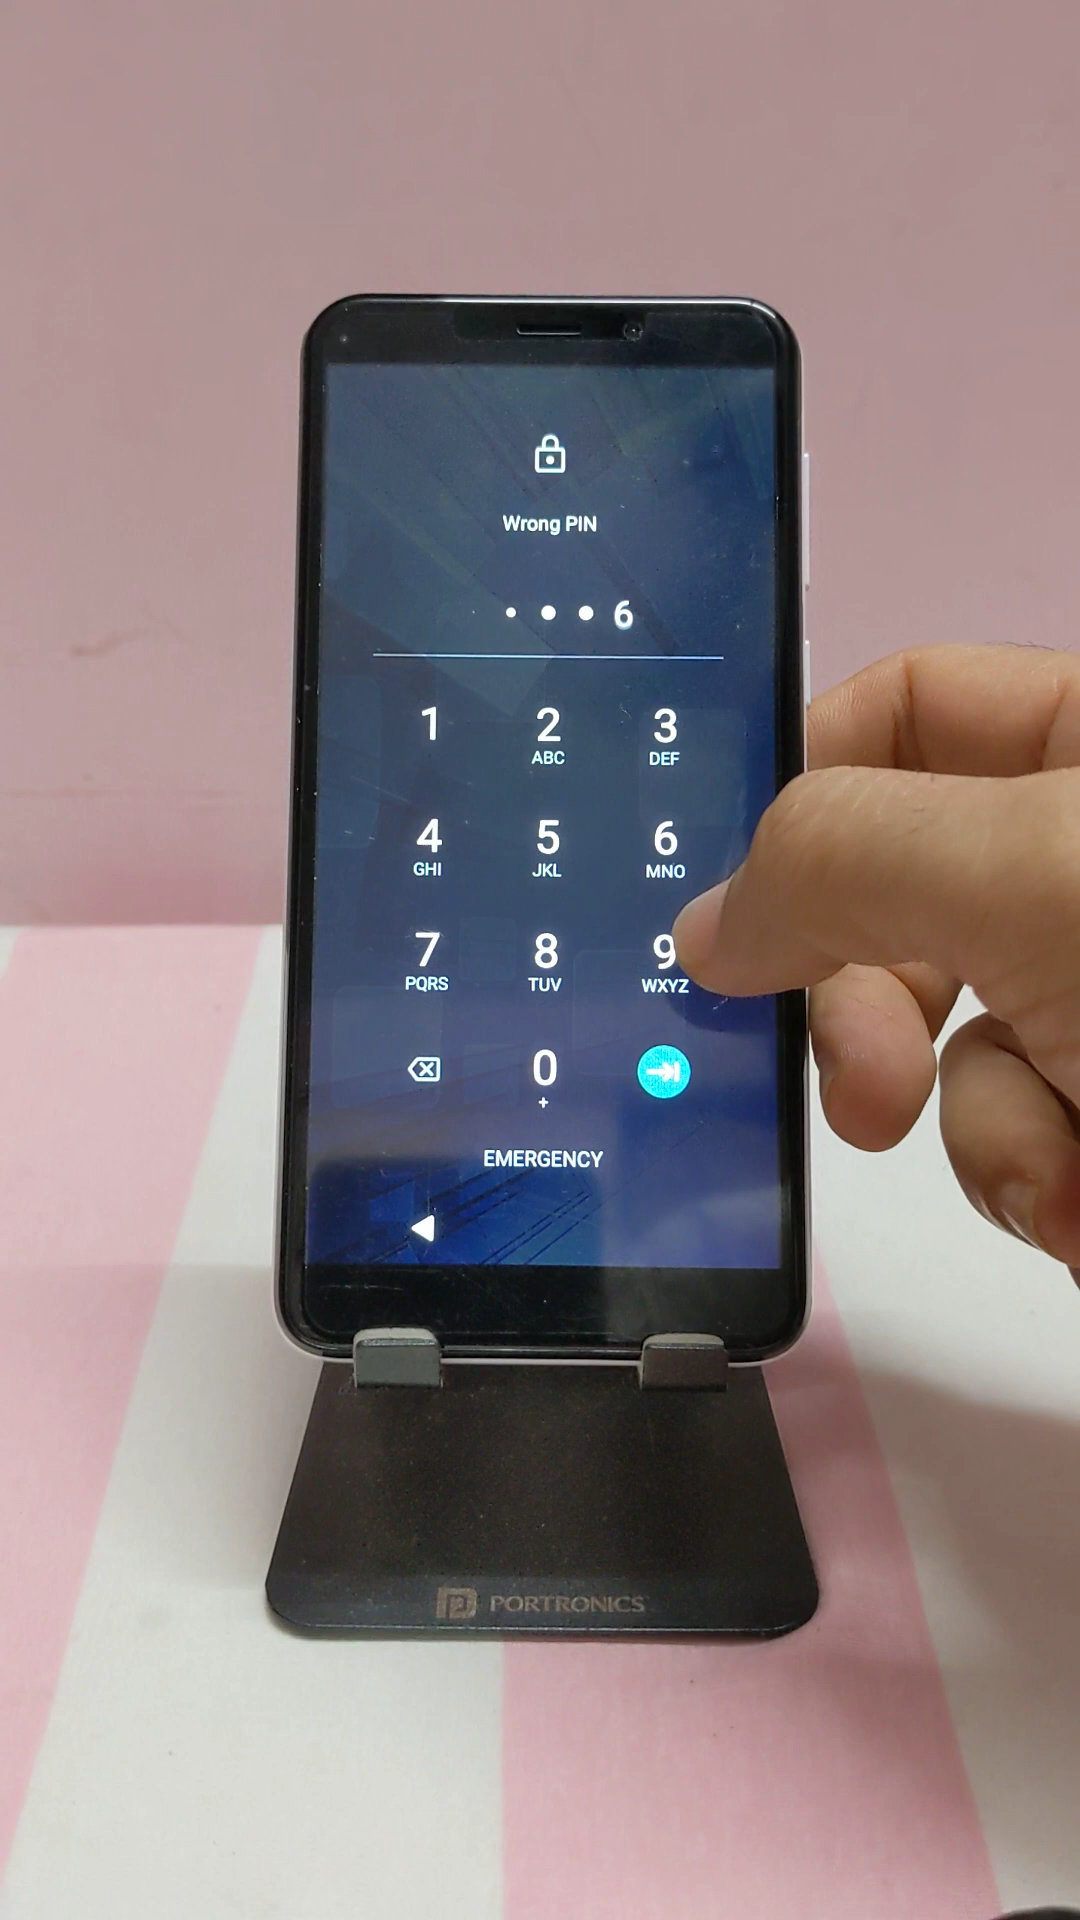 Wrong PIN
• • • 6
1 2 3
ABC DEF
4 5 6
GHI JKL MNO
7 8 9
PQRS TUV WXYZ
0
+
EMERGENCY
PORTRONICS